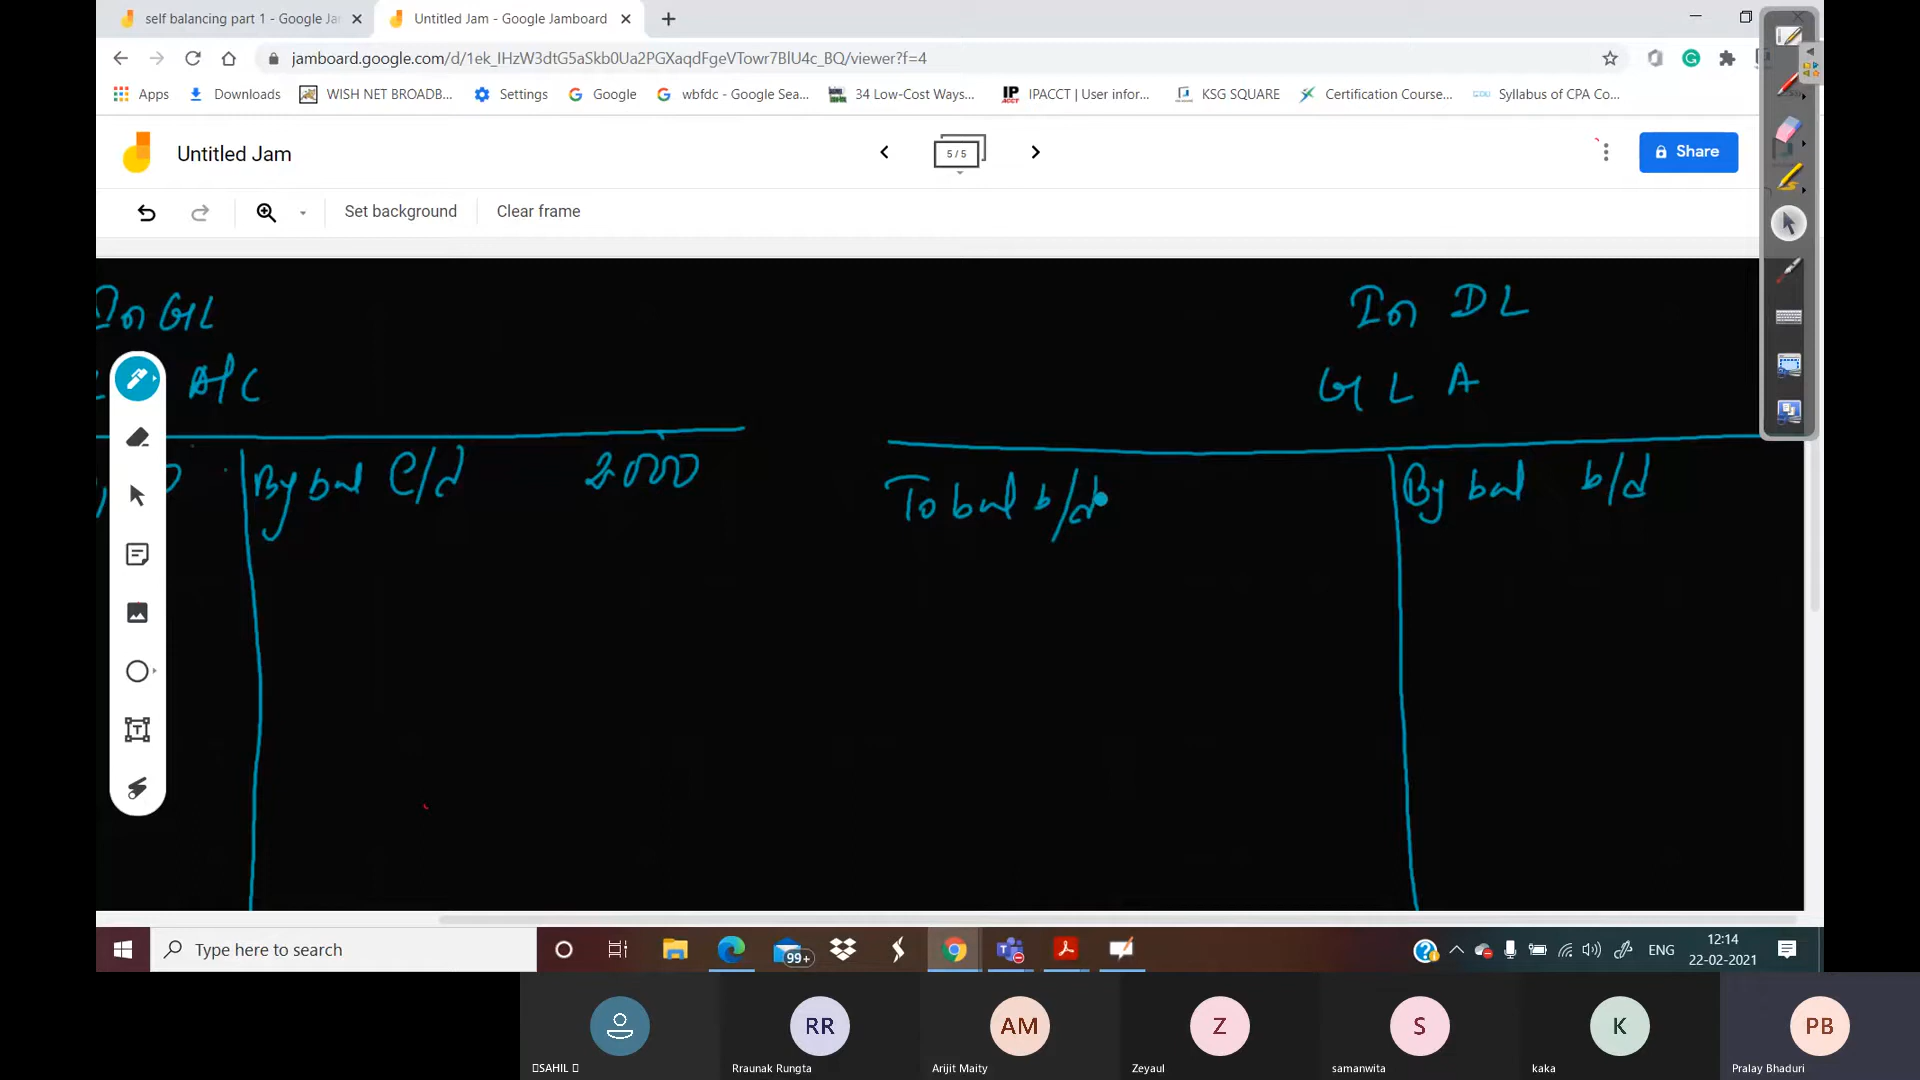 self balancing part 1 - Google Ja
Untitled Jam - Google Jamboard
jamboard.google.com/d/1ek_IHzW3dtG5aSkb0Ua2PGXaqdFgeVTowr7BlU4c_BQ/viewer?f=4
Apps Downloads WISH NET BROADB... Settings Google wbfdc - Google Sea... 34 Low-Cost Ways... IPACCT | User infor... KSG SQUARE Certification Course... Syllabus of CPA Co...
Untitled Jam
5 / 5
Share
Set background Clear frame
In GL
In DL
A/C
GL A
By bal C/d 20000
To bal b/d
By bal b/d
Type here to search
99+
ENG
12:14
22-02-2021
RR AM Z S K PB
SAHIL Rraunak Rungta Arijit Maity Zeyaul samanwita kaka Pralay Bhaduri